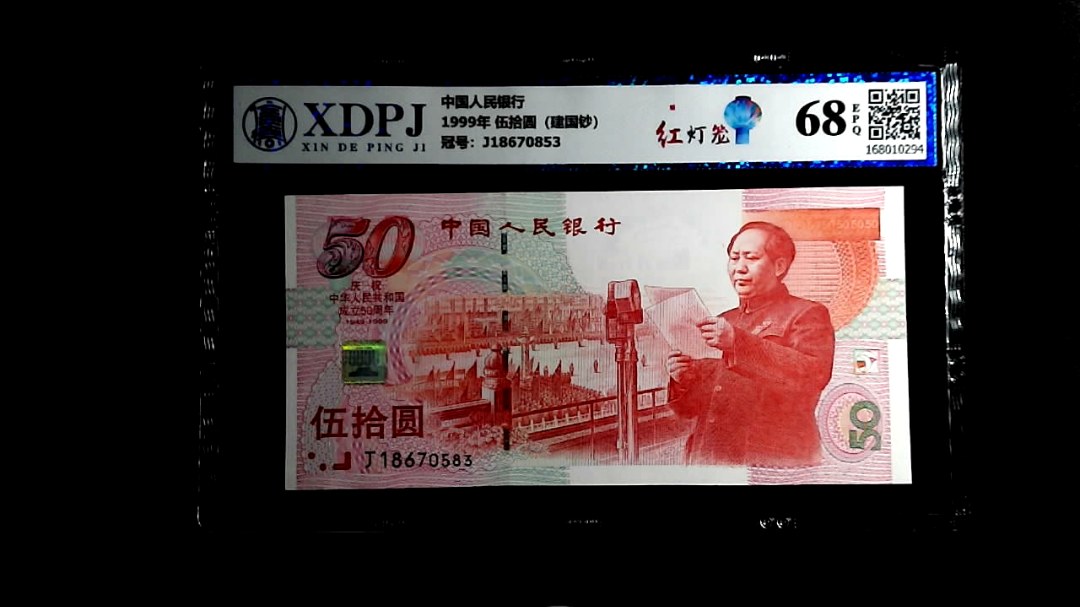 XDPJ
XIN DE PING JI
中国人民银行
1999年 伍拾圆（建国钞）
冠号：J18670853
红灯笼
68
EPQ
168010294
50
中国人民银行
庆祝
中华人民共和国
成立50周年
1949-1999
伍拾圆
J18670583
50